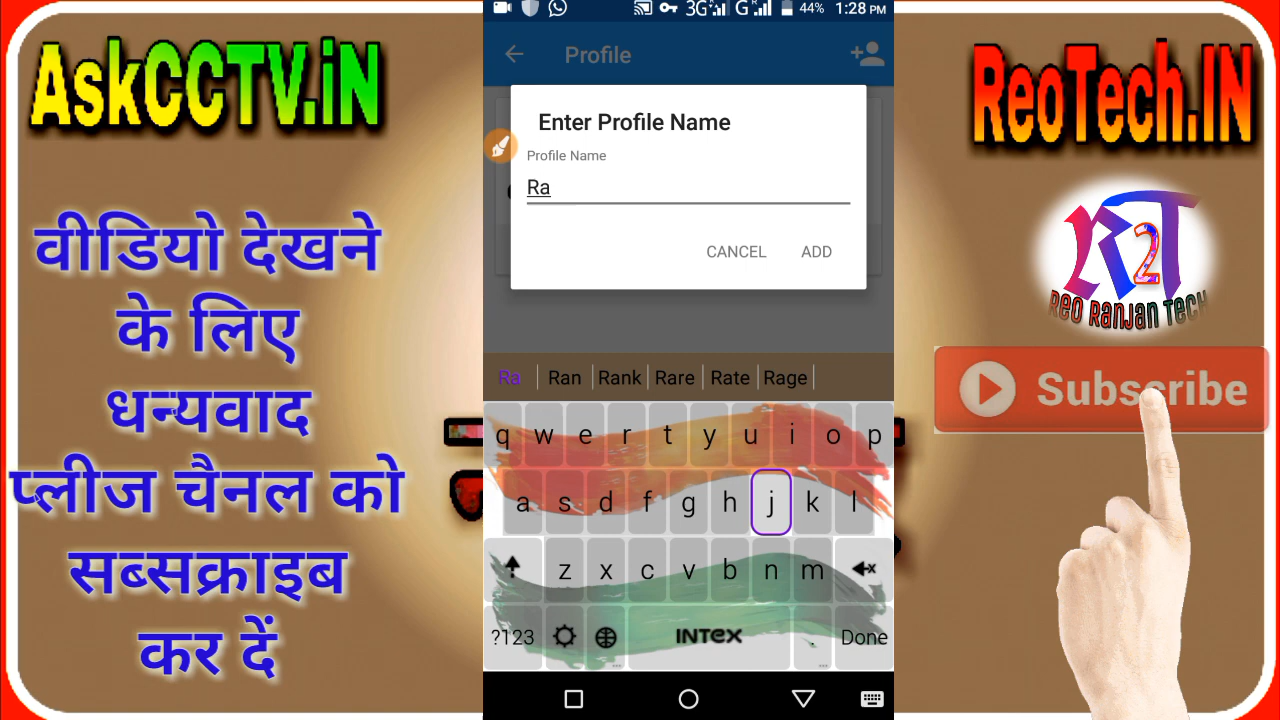 AskCCTV.iN
वीडियो देखने
के लिए
धन्यवाद
प्लीज चैनल को
सब्सक्राइब
कर दें
3G G 44% 1:28 PM
Profile
Enter Profile Name
Profile Name
Ra
CANCEL ADD
Ra Ran Rank Rare Rate Rage
q w e r t y u i o p
a s d f g h j k l
z x c v b n m
?123 INTEX . Done
ReoTech.IN
R2T
REO RANJAN TECH
Subscribe